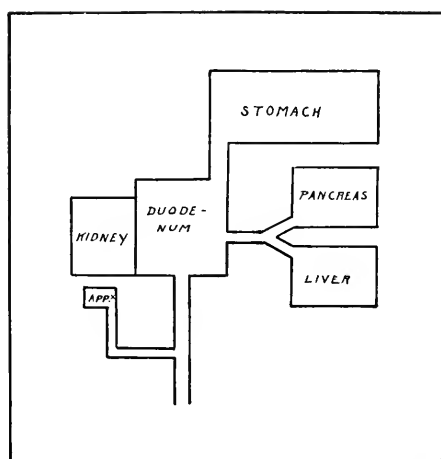 STOMACH
PANCREAS
DUODE-
NUM
KIDNEY
LIVER
APP.x